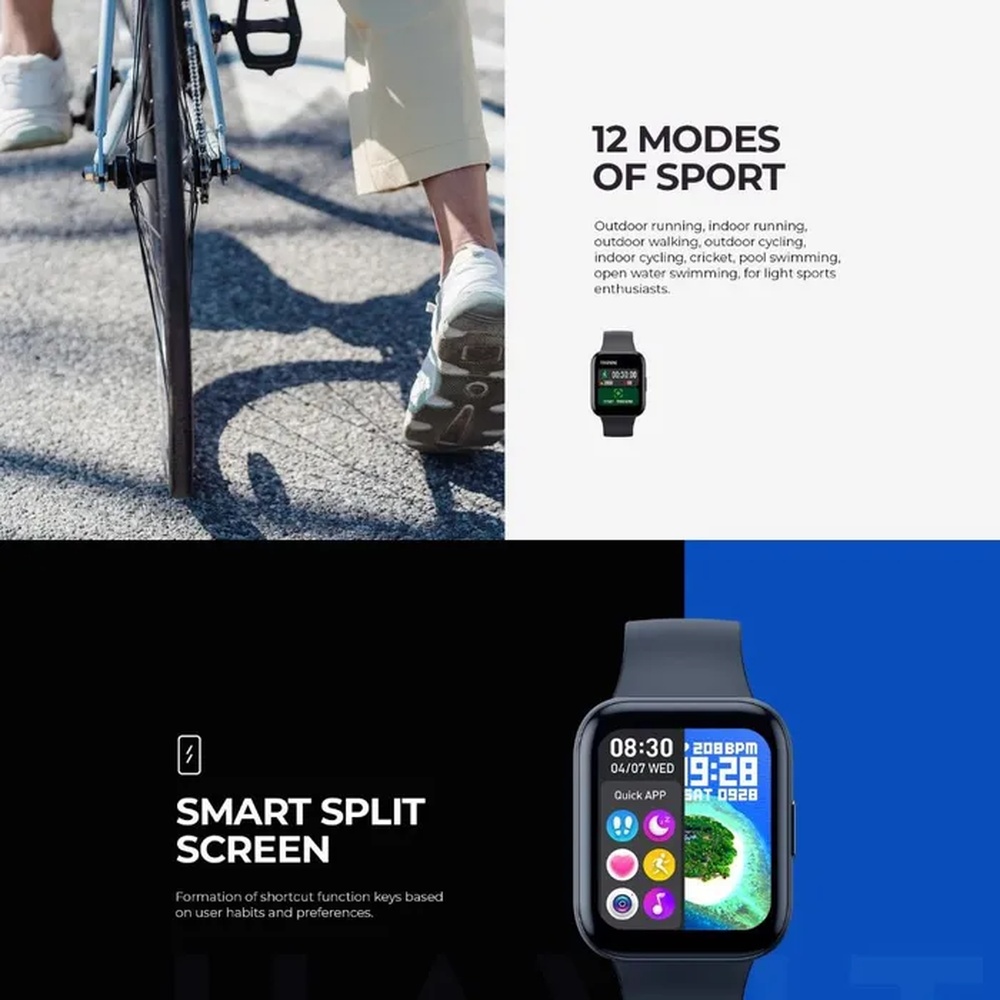 12 MODES
OF SPORT
Outdoor running, indoor running,
outdoor walking, outdoor cycling,
indoor cycling, cricket, pool swimming,
open water swimming, for light sports
enthusiasts.
00:30:00
SMART SPLIT
SCREEN
Formation of shortcut function keys based
on user habits and preferences.
08:30
04/07 WED
Quick APP
208BPM
19:28
SAT 0928